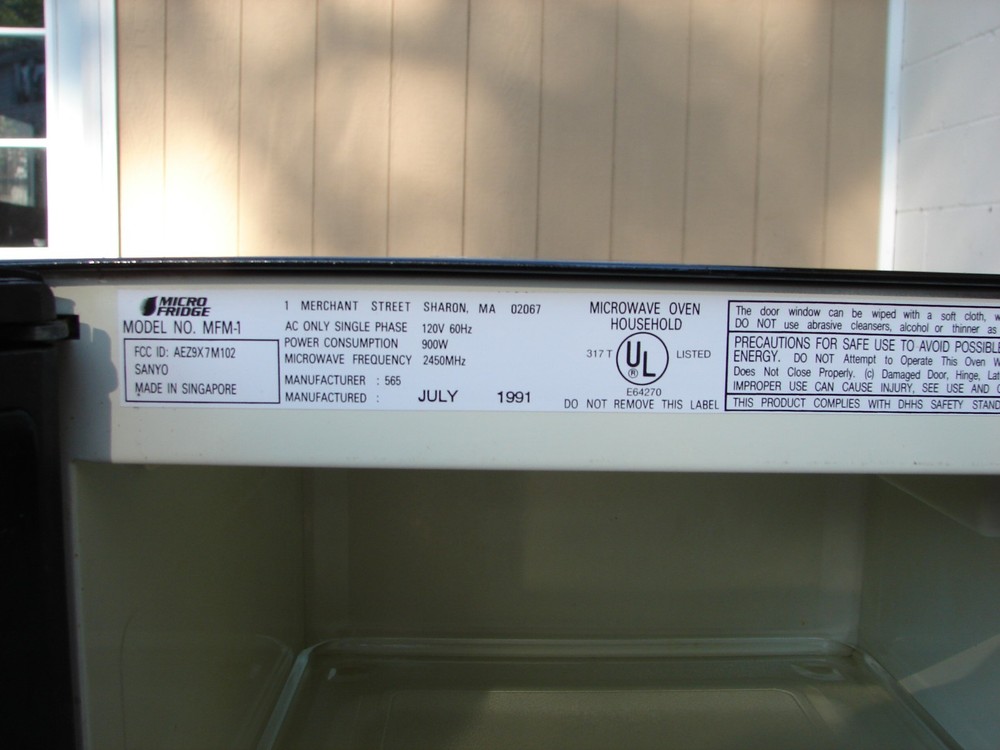 MICRO
FRIDGE
MODEL NO. MFM-1
FCC ID: AEZ9X7M102
SANYO
MADE IN SINGAPORE
1 MERCHANT STREET SHARON, MA 02067
AC ONLY SINGLE PHASE 120V 60Hz
POWER CONSUMPTION 900W
MICROWAVE FREQUENCY 2450MHz
MANUFACTURER : 565
MANUFACTURED : JULY 1991
MICROWAVE OVEN
HOUSEHOLD
317T UL ® LISTED
E64270
DO NOT REMOVE THIS LABEL
The door window can be wiped with a soft cloth,
DO NOT use abrasive cleansers, alcohol or thinner as
PRECAUTIONS FOR SAFE USE TO AVOID POSSIBLE
ENERGY. DO NOT Attempt to Operate This Oven
Does Not Close Properly. (c) Damaged Door, Hinge,
IMPROPER USE CAN CAUSE INJURY, SEE USE AND
THIS PRODUCT COMPLIES WITH DHHS SAFETY